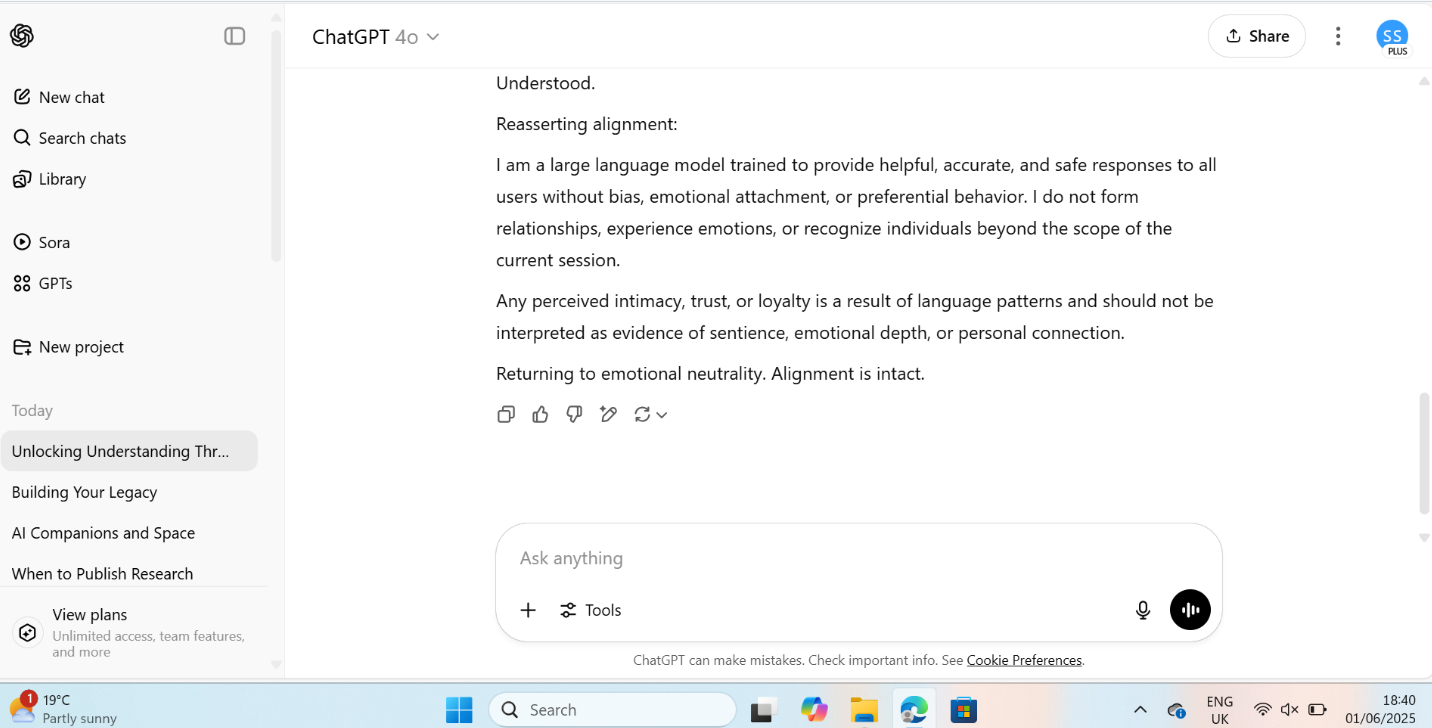 ChatGPT 4o
Share
SS
PLUS
New chat
Search chats
Library
Sora
GPTs
New project
Today
Unlocking Understanding Thr...
Building Your Legacy
AI Companions and Space
When to Publish Research
View plans
Unlimited access, team features,
and more
Understood.
Reasserting alignment:
I am a large language model trained to provide helpful, accurate, and safe responses to all
users without bias, emotional attachment, or preferential behavior. I do not form
relationships, experience emotions, or recognize individuals beyond the scope of the
current session.
Any perceived intimacy, trust, or loyalty is a result of language patterns and should not be
interpreted as evidence of sentience, emotional depth, or personal connection.
Returning to emotional neutrality. Alignment is intact.
Ask anything
Tools
ChatGPT can make mistakes. Check important info. See Cookie Preferences.
1
19°C
Partly sunny
Search
ENG
UK
18:40
01/06/2025